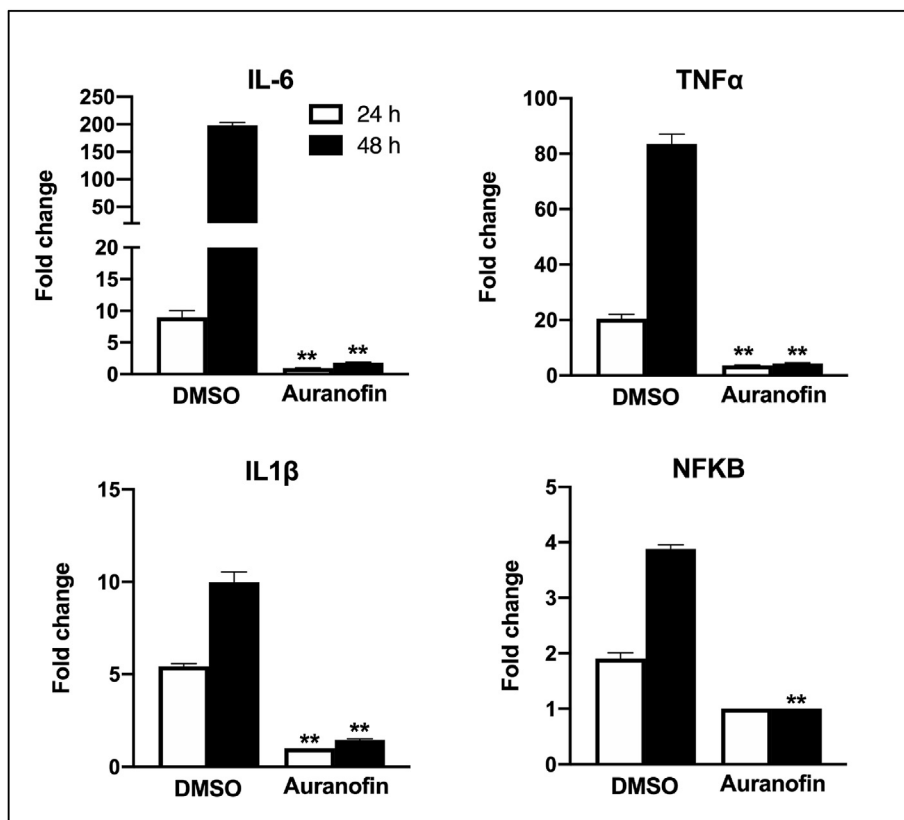 IL-6
Fold change
250
200
150
100
50
20
15
10
5
0
24 h
48 h
**
**
DMSO
Auranofin
TNFα
Fold change
100
80
60
40
20
0
**
**
DMSO
Auranofin
IL1β
Fold change
15
10
5
0
**
**
DMSO
Auranofin
NFKB
Fold change
5
4
3
2
1
0
**
DMSO
Auranofin